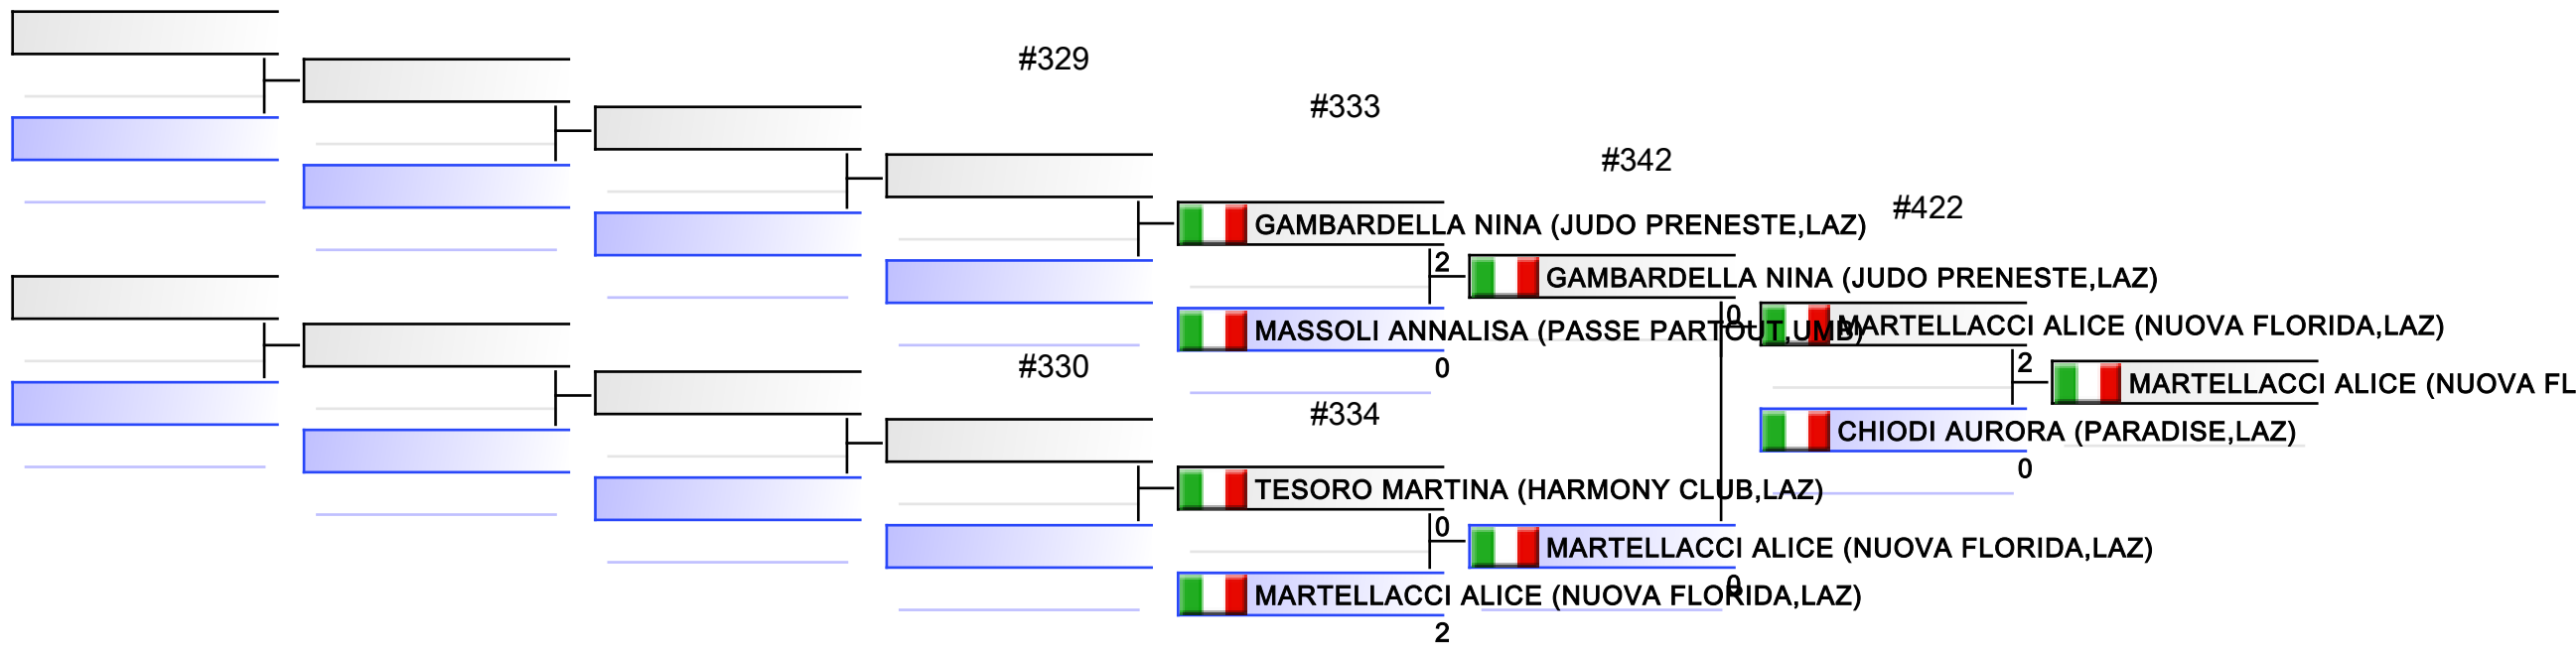 #329
#333
#342
#422
GAMBARDELLA NINA (JUDO PRENESTE,LAZ)
2
GAMBARDELLA NINA (JUDO PRENESTE,LAZ)
MASSOLI ANNALISA (PASSE PARTOUT,UMB)
0
MARTELLACCI ALICE (NUOVA FLORIDA,LAZ)
#330
0
2
MARTELLACCI ALICE (NUOVA FL
#334
CHIODI AURORA (PARADISE,LAZ)
0
TESORO MARTINA (HARMONY CLUB,LAZ)
0
MARTELLACCI ALICE (NUOVA FLORIDA,LAZ)
0
MARTELLACCI ALICE (NUOVA FLORIDA,LAZ)
2